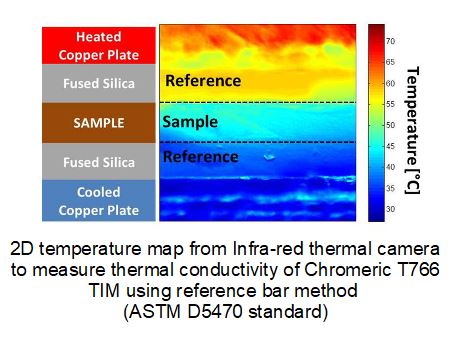 Heated
Copper Plate
Fused Silica
SAMPLE
Fused Silica
Cooled
Copper Plate
Reference
Sample
Reference
70
65
60
55
50
45
40
35
30
Temperature [°C]
2D temperature map from Infra-red thermal camera
to measure thermal conductivity of Chromeric T766
TIM using reference bar method
(ASTM D5470 standard)